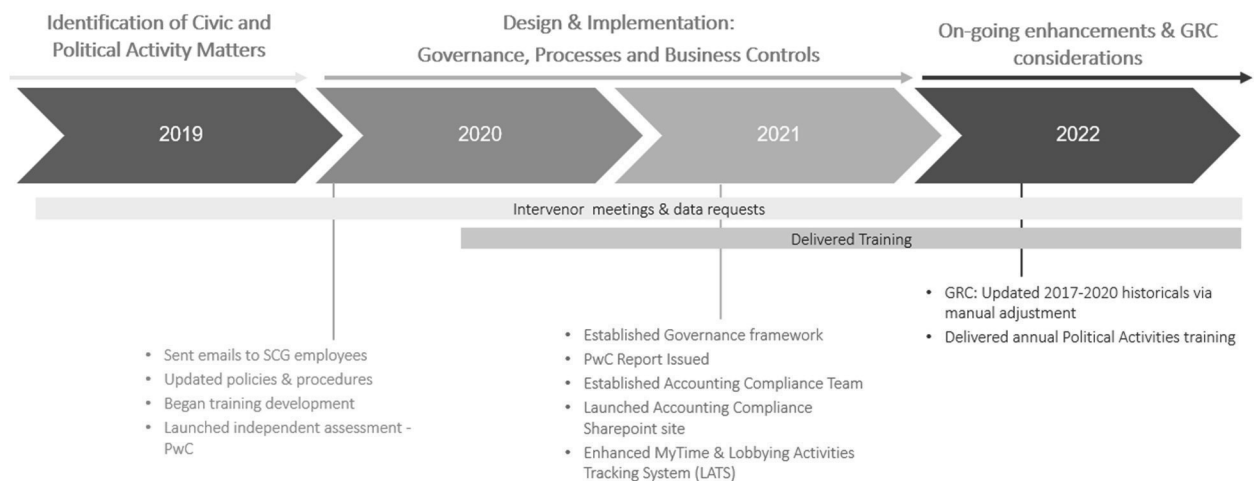 Identification of Civic and
Political Activity Matters
Design & Implementation:
Governance, Processes and Business Controls
On-going enhancements & GRC
considerations
2019
2020
2021
2022
Intervenor meetings & data requests
Delivered Training
• Sent emails to SCG employees
• Updated policies & procedures
• Began training development
• Launched independent assessment -
PwC
• Established Governance framework
• PwC Report Issued
• Established Accounting Compliance Team
• Launched Accounting Compliance
Sharepoint site
• Enhanced MyTime & Lobbying Activities
Tracking System (LATS)
• GRC: Updated 2017-2020 historicals via
manual adjustment
• Delivered annual Political Activities training